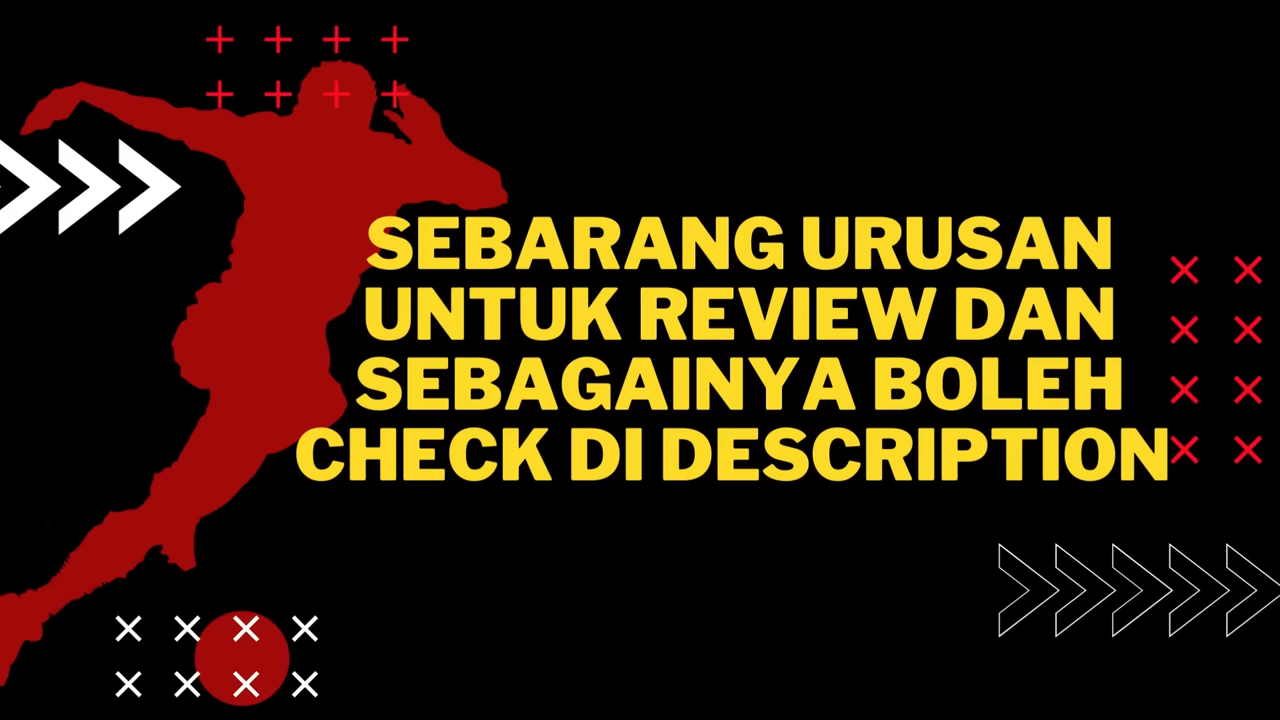 SEBARANG URUSAN
UNTUK REVIEW DAN
SEBAGAINYA BOLEH
CHECK DI DESCRIPTION